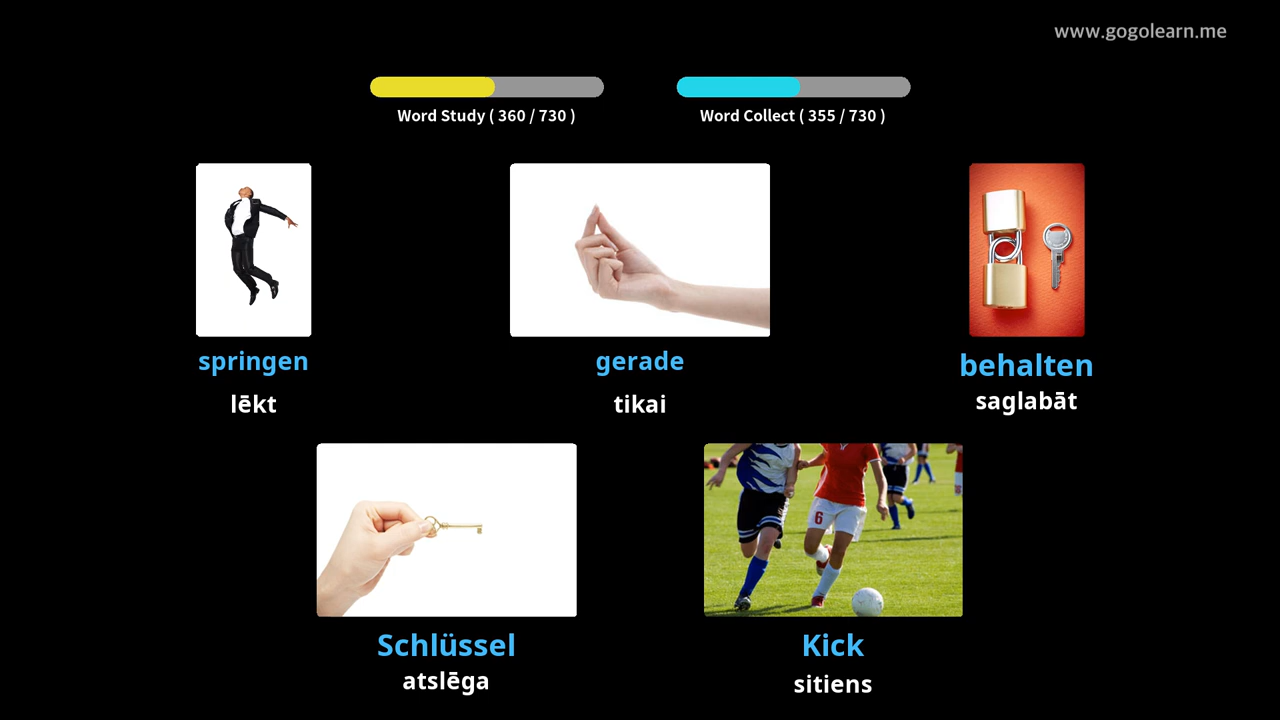 www.gogolearn.me
Word Study ( 360 / 730 )
Word Collect ( 355 / 730 )
springen
lēkt
gerade
tikai
behalten
saglabāt
Schlüssel
atslēga
6
Kick
sitiens